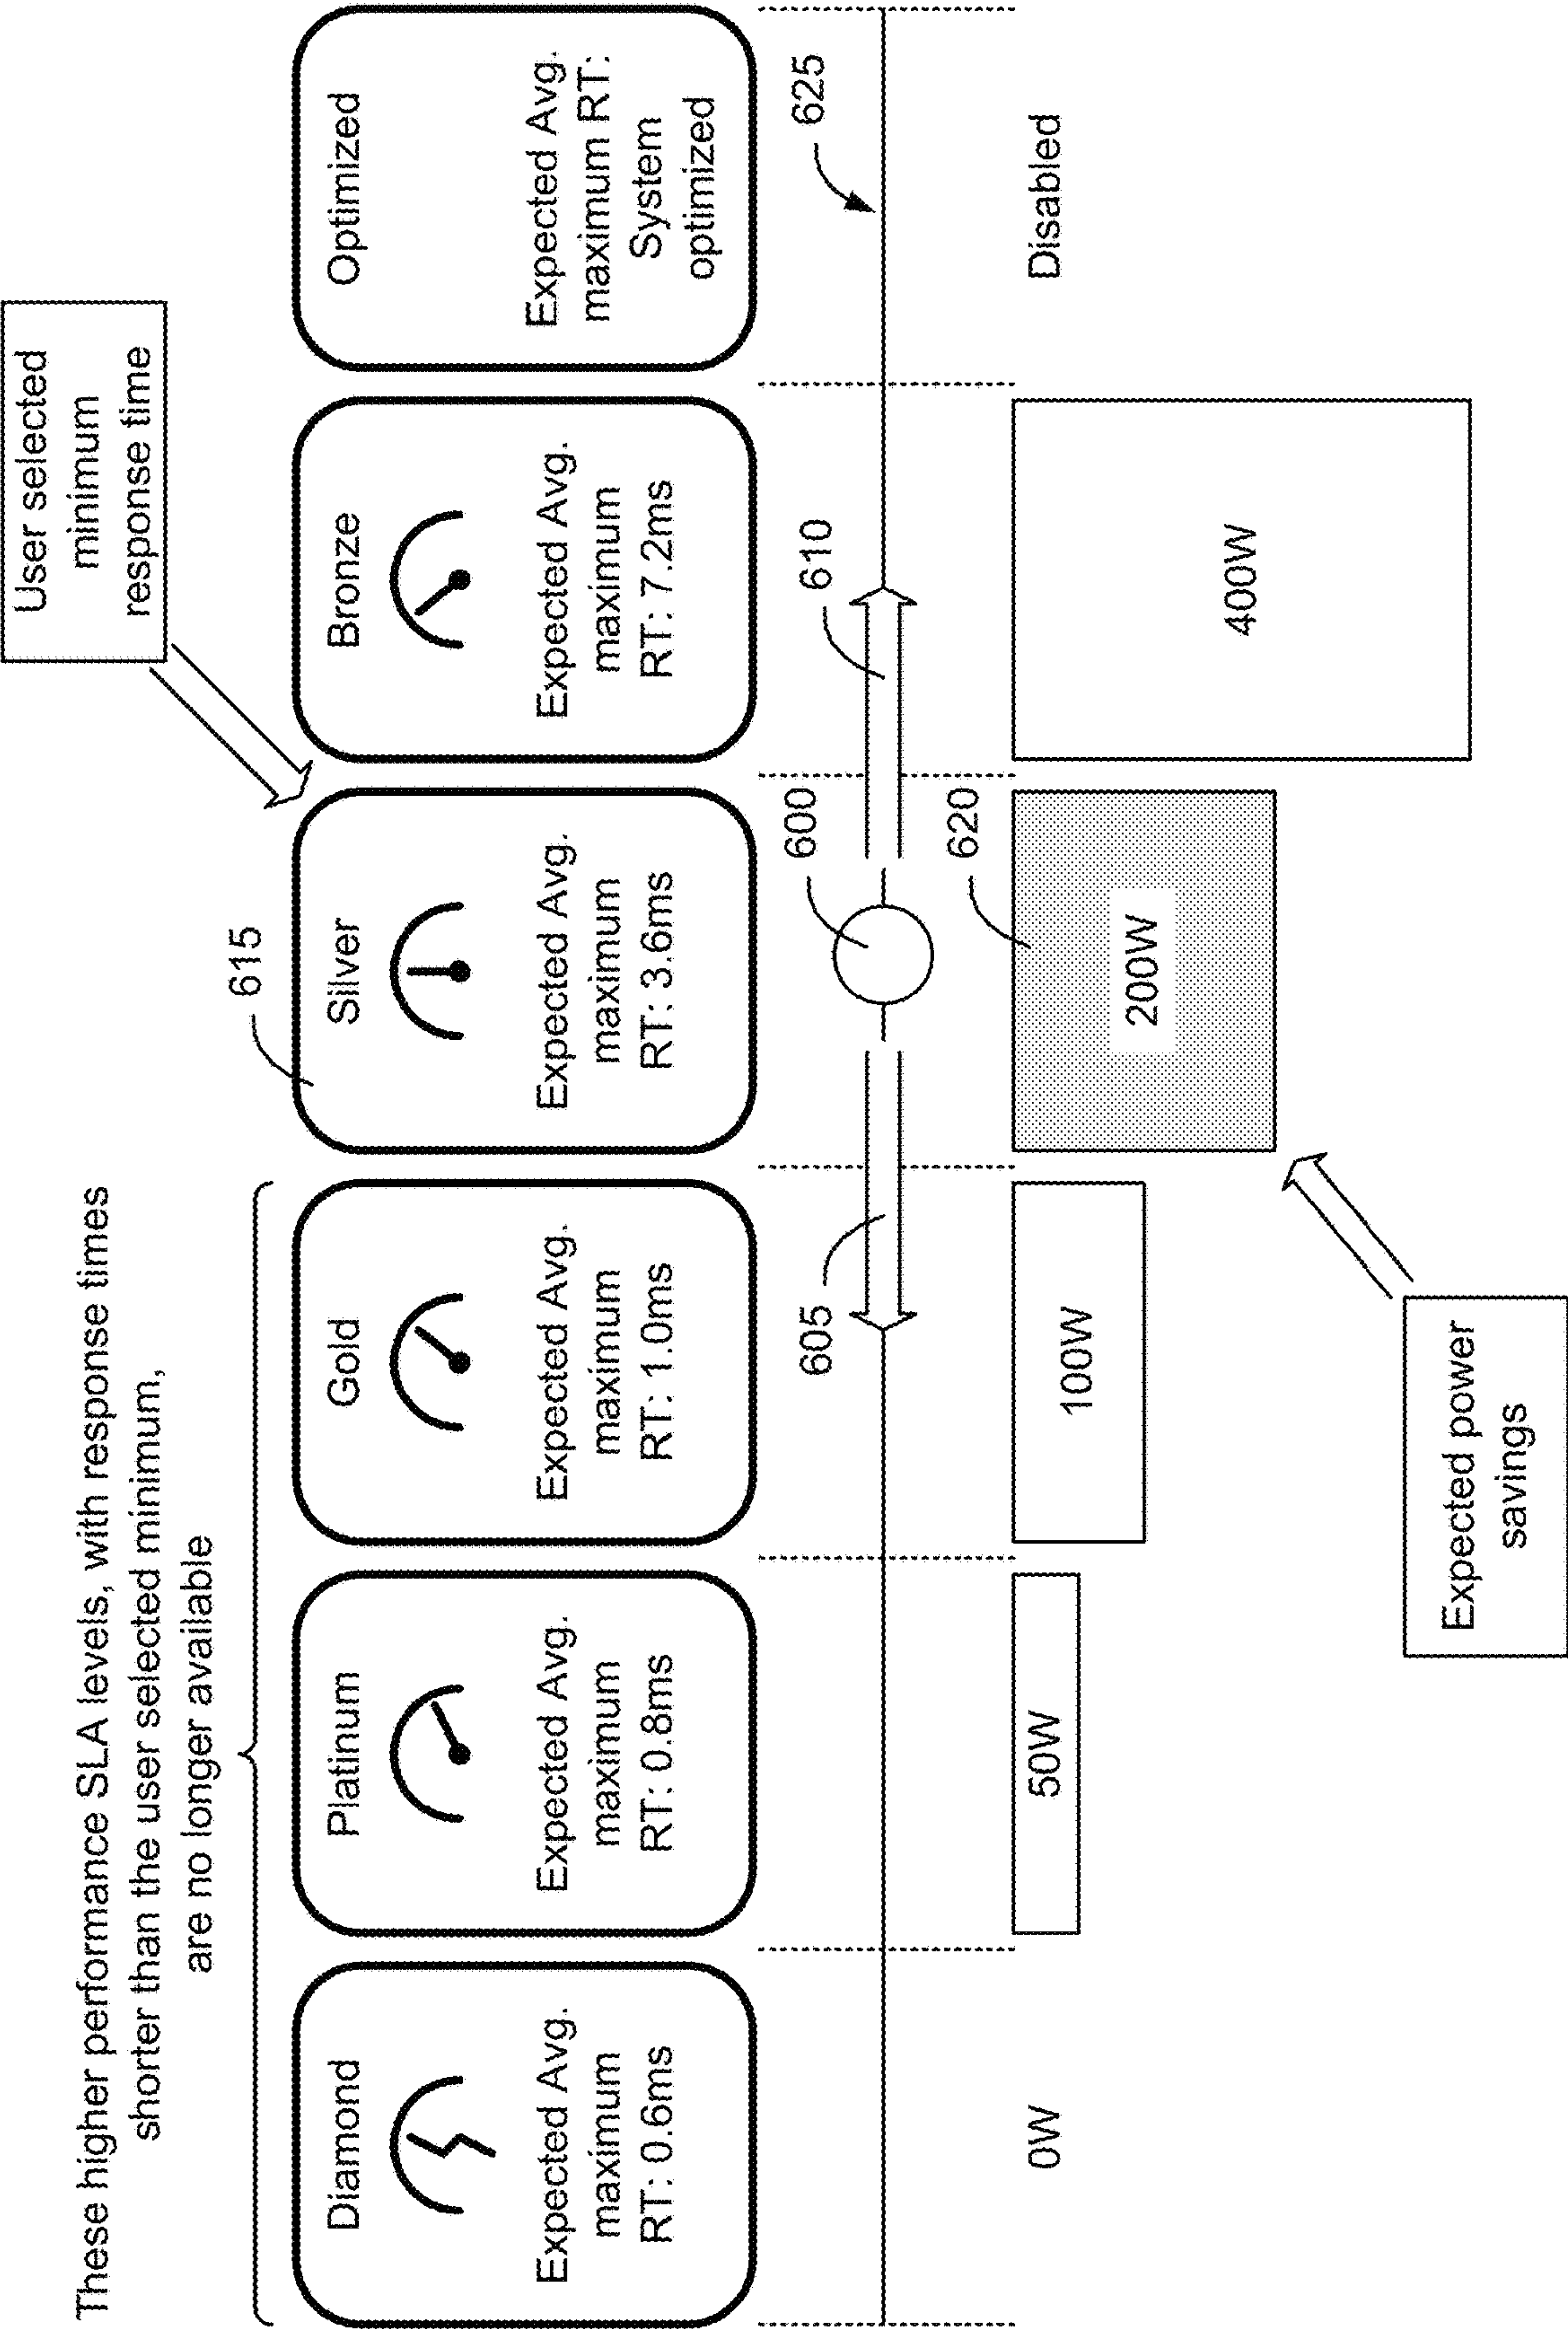 These higher performance SLA levels, with response times
shorter than the user selected minimum,
are no longer available
User selected
minimum
response time
615
Diamond
Expected Avg.
maximum
RT: 0.6ms
Platinum
Expected Avg.
maximum
RT: 0.8ms
Gold
Expected Avg.
maximum
RT: 1.0ms
Silver
Expected Avg.
maximum
RT: 3.6ms
Bronze
Expected Avg.
maximum
RT: 7.2ms
Optimized
Expected Avg.
maximum RT:
System
optimized
605
600
610
625
620
0W
50W
100W
200W
400W
Disabled
Expected power
savings